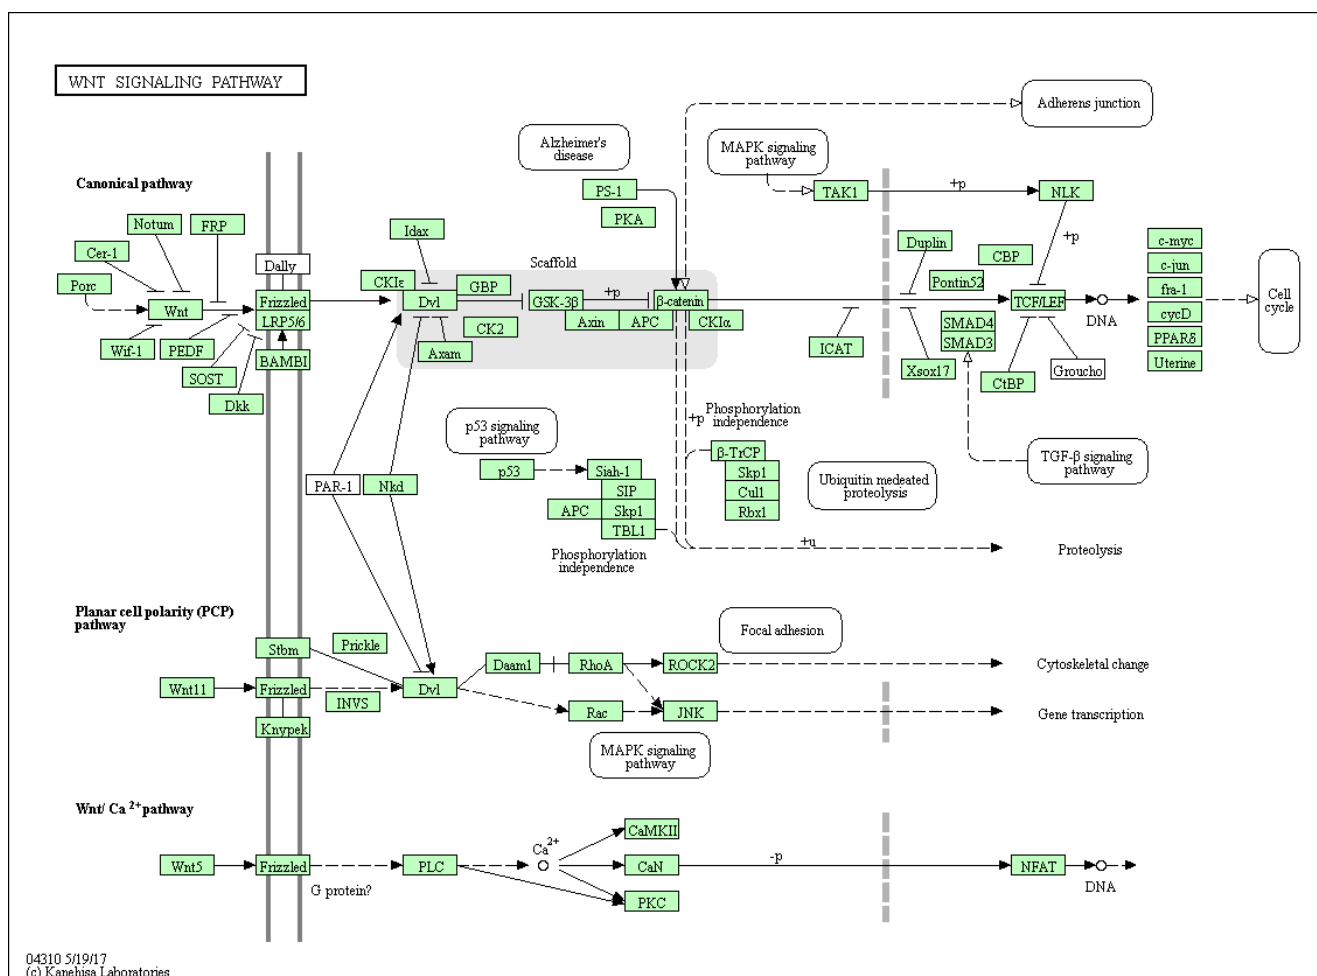 WNT SIGNALING PATHWAY
Adherens junction
Alzheimer's
disease
MAPK signaling
pathway
Canonical pathway
PS-1
TAK1
+p
NLK
PKA
Notum
FRP
Idax
Duplin
+p
c-myc
Cer-1
CBP
c-jun
Dally
Scaffold
Porc
CKIε
GBP
Pontin52
fra-1
Cell
cycle
Wnt
Frizzled
Dvl
GSK-3β
+p
β-catenin
TCF/LEF
DNA
LRP5/6
Axin
APC
CKIα
SMAD4
cycD
CK2
SMAD3
PPARδ
Wif-1
PEDF
BAMBI
Axam
ICAT
Xsox17
Groucho
Uterine
SOST
CtBP
Dkk
p53 signaling
pathway
+p
Phosphorylation
independence
β-TrCP
TGF-β signaling
pathway
p53
Siah-1
Skp1
Ubiquitin medeated
proteolysis
PAR-1
Nkd
SIP
Cul1
APC
Skp1
Rbx1
TBL1
+u
Proteolysis
Phosphorylation
independence
Planar cell polarity (PCP)
pathway
Focal adhesion
Stbm
Prickle
Daam1
RhoA
ROCK2
Cytoskeletal change
Wnt11
Frizzled
INVS
Dvl
Rac
JNK
Gene transcription
Knypek
MAPK signaling
pathway
Wnt/ Ca 2+ pathway
CaMKII
Ca2+
Wnt5
Frizzled
PLC
CaN
-p
NFAT
DNA
G protein?
PKC
04310 5/19/17
(c) Kanehisa Laboratories